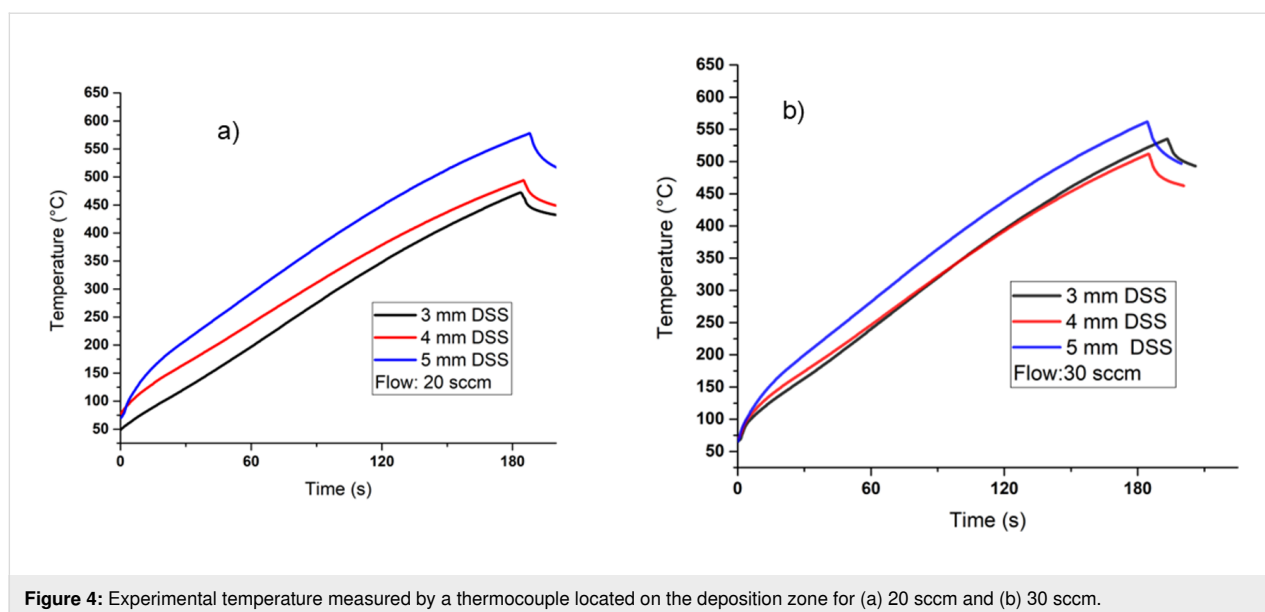 a)
650
600
550
500
450
400
350
300
250
200
150
100
50
Temperature (°C)
3 mm DSS
4 mm DSS
5 mm DSS
Flow: 20 sccm
0
60
120
180
Time (s)
b)
650
600
550
500
450
400
350
300
250
200
150
100
50
Temperature (°C)
3 mm DSS
4 mm DSS
5 mm DSS
Flow:30 sccm
0
60
120
180
Time (s)
Figure 4: Experimental temperature measured by a thermocouple located on the deposition zone for (a) 20 sccm and (b) 30 sccm.